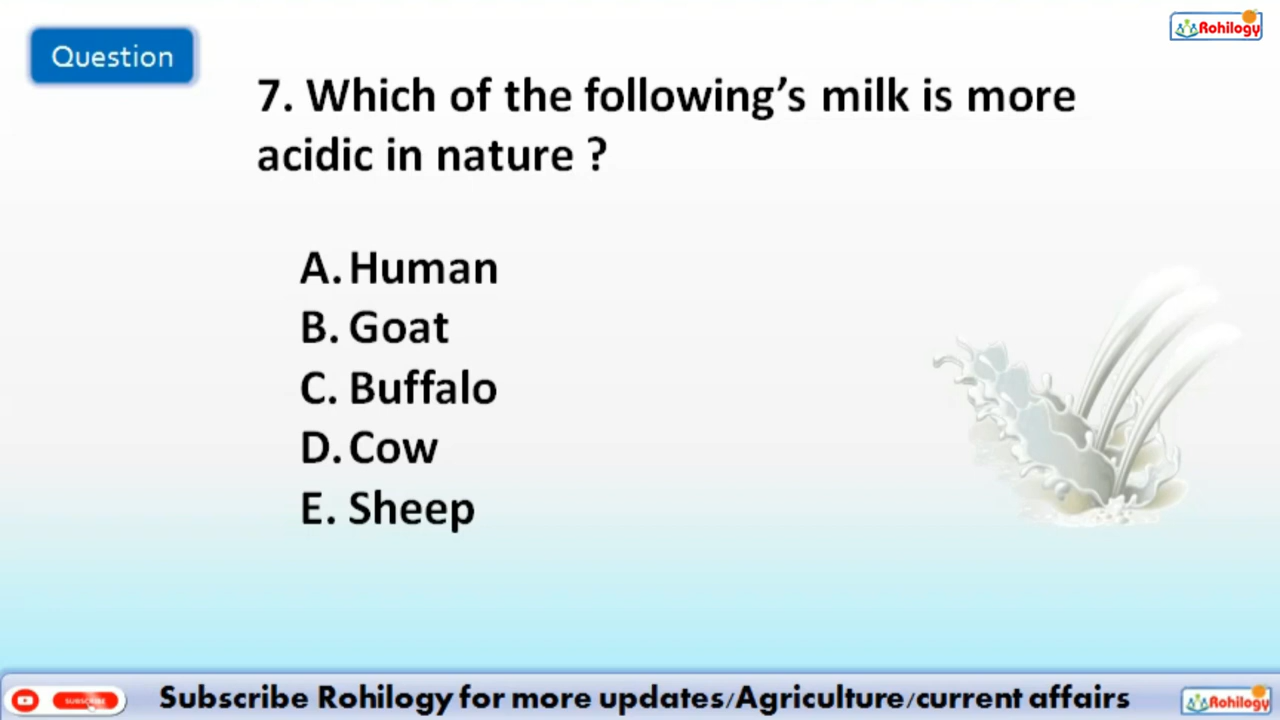 Question
Rohilogy
7. Which of the following’s milk is more
acidic in nature ?
A. Human
B. Goat
C. Buffalo
D. Cow
E. Sheep
SUBSCRIBE
Subscribe Rohilogy for more updates/Agriculture/current affairs
Rohilogy